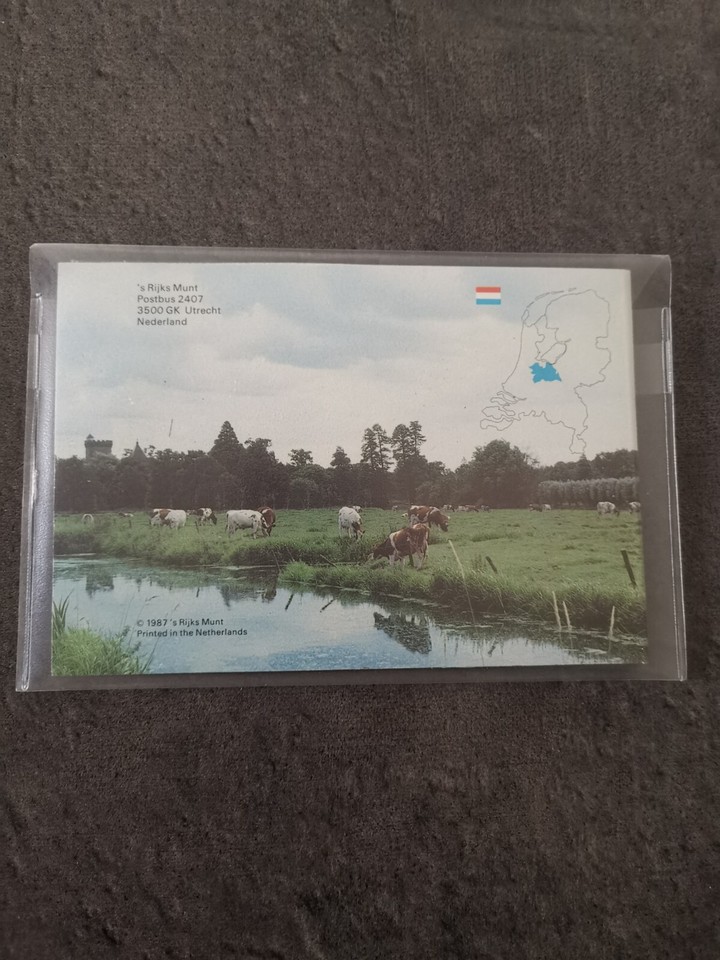 's Rijks Munt
Postbus 2407
3500 GK Utrecht
Nederland
© 1987 's Rijks Munt
Printed in the Netherlands